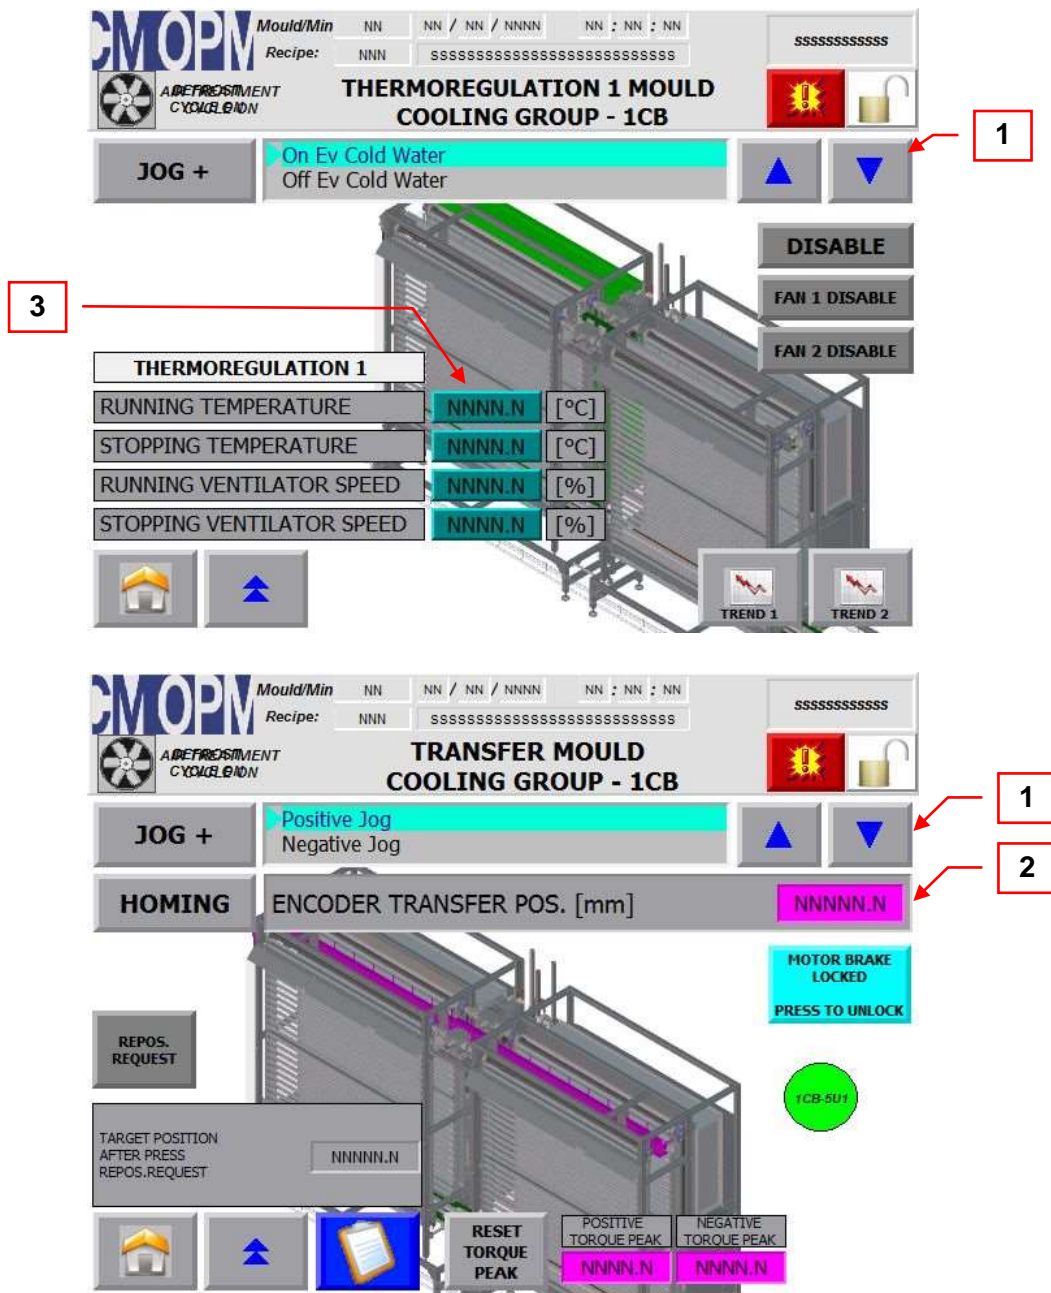 CMOPM
Mould/Min NN NN / NN / NNNN NN : NN : NN
Recipe: NNN ssssssssssssssssssssssssssss
ssssssssssss
THERMOREGULATION 1 MOULD
COOLING GROUP - 1CB
1
JOG +
On Ev Cold Water
Off Ev Cold Water
DISABLE
FAN 1 DISABLE
FAN 2 DISABLE
3
THERMOREGULATION 1
RUNNING TEMPERATURE NNNN.N [°C]
STOPPING TEMPERATURE NNNN.N [°C]
RUNNING VENTILATOR SPEED NNNN.N [%]
STOPPING VENTILATOR SPEED NNNN.N [%]
TREND 1
TREND 2
CMOPM
Mould/Min NN NN / NN / NNNN NN : NN : NN
Recipe: NNN ssssssssssssssssssssssssssss
ssssssssssss
TRANSFER MOULD
COOLING GROUP - 1CB
1
JOG +
Positive Jog
Negative Jog
2
HOMING
ENCODER TRANSFER POS. [mm] NNNNN.N
MOTOR BRAKE
LOCKED
PRESS TO UNLOCK
REPOS.
REQUEST
1CB-5U1
TARGET POSITION
AFTER PRESS
REPOS.REQUEST
NNNNN.N
RESET
TORQUE
PEAK
POSITIVE
TORQUE PEAK
NNNN.N
NEGATIVE
TORQUE PEAK
NNNN.N